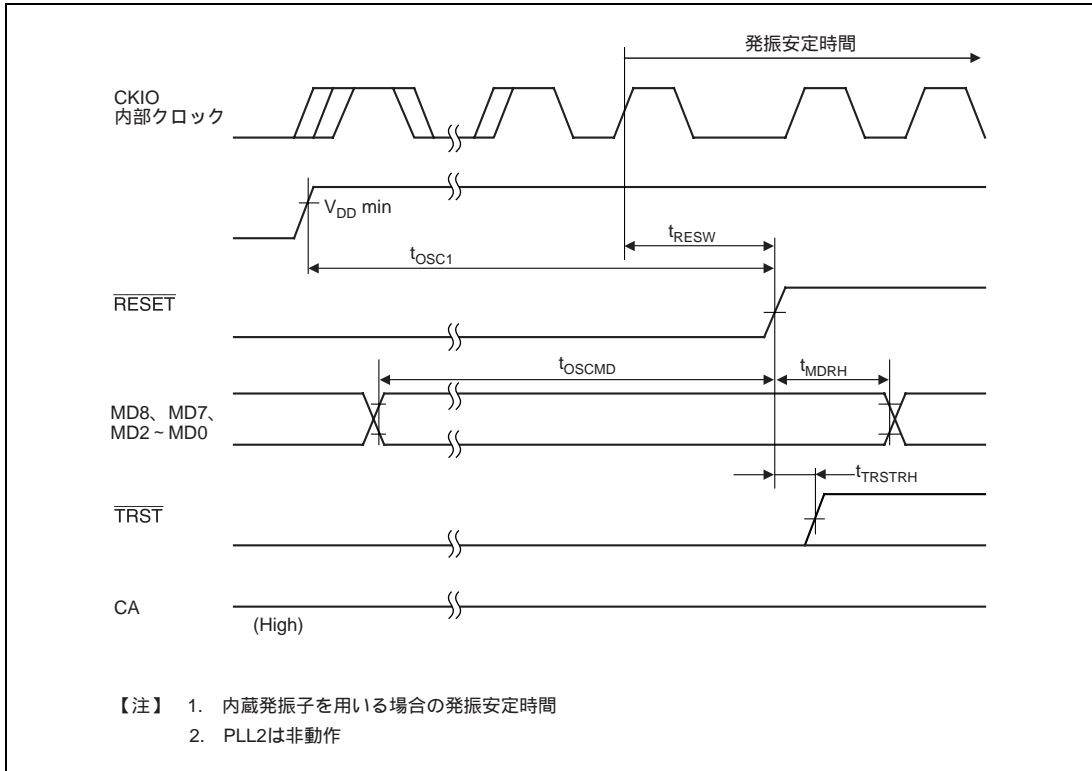 発振安定時間
CKIO
内部クロック
VDD min
tRESW
tOSC1
RESET
tOSCMD
tMDRH
MD8、MD7、
MD2～MD0
tTRSTRH
TRST
CA
(High)
【注】 1. 内蔵発振子を用いる場合の発振安定時間
2. PLL2は非動作